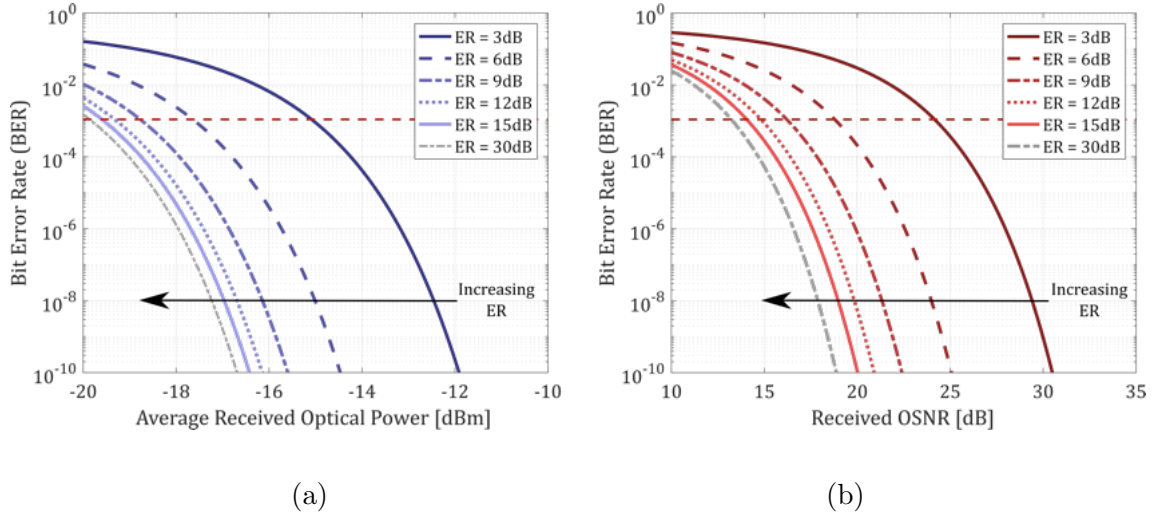 10^0
10^-2
10^-4
10^-6
10^-8
10^-10
Bit Error Rate (BER)
-20
-18
-16
-14
-12
-10
Average Received Optical Power [dBm]
ER = 3dB
ER = 6dB
ER = 9dB
ER = 12dB
ER = 15dB
ER = 30dB
Increasing
ER
(a)
10^0
10^-2
10^-4
10^-6
10^-8
10^-10
Bit Error Rate (BER)
10
15
20
25
30
35
Received OSNR [dB]
ER = 3dB
ER = 6dB
ER = 9dB
ER = 12dB
ER = 15dB
ER = 30dB
Increasing
ER
(b)